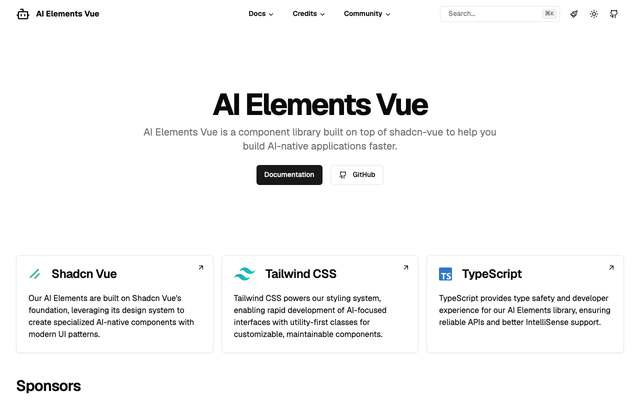 AI Elements Vue
Docs
Credits
Community
Search...
⌘K
AI Elements Vue
AI Elements Vue is a component library built on top of shadcn-vue to help you
build AI-native applications faster.
Documentation
GitHub
Shadcn Vue
Our AI Elements are built on Shadcn Vue's
foundation, leveraging its design system to
create specialized AI-native components with
modern UI patterns.
Tailwind CSS
Tailwind CSS powers our styling system,
enabling rapid development of AI-focused
interfaces with utility-first classes for
customizable, maintainable components.
TS
TypeScript
TypeScript provides type safety and developer
experience for our AI Elements library, ensuring
reliable APIs and better IntelliSense support.
Sponsors